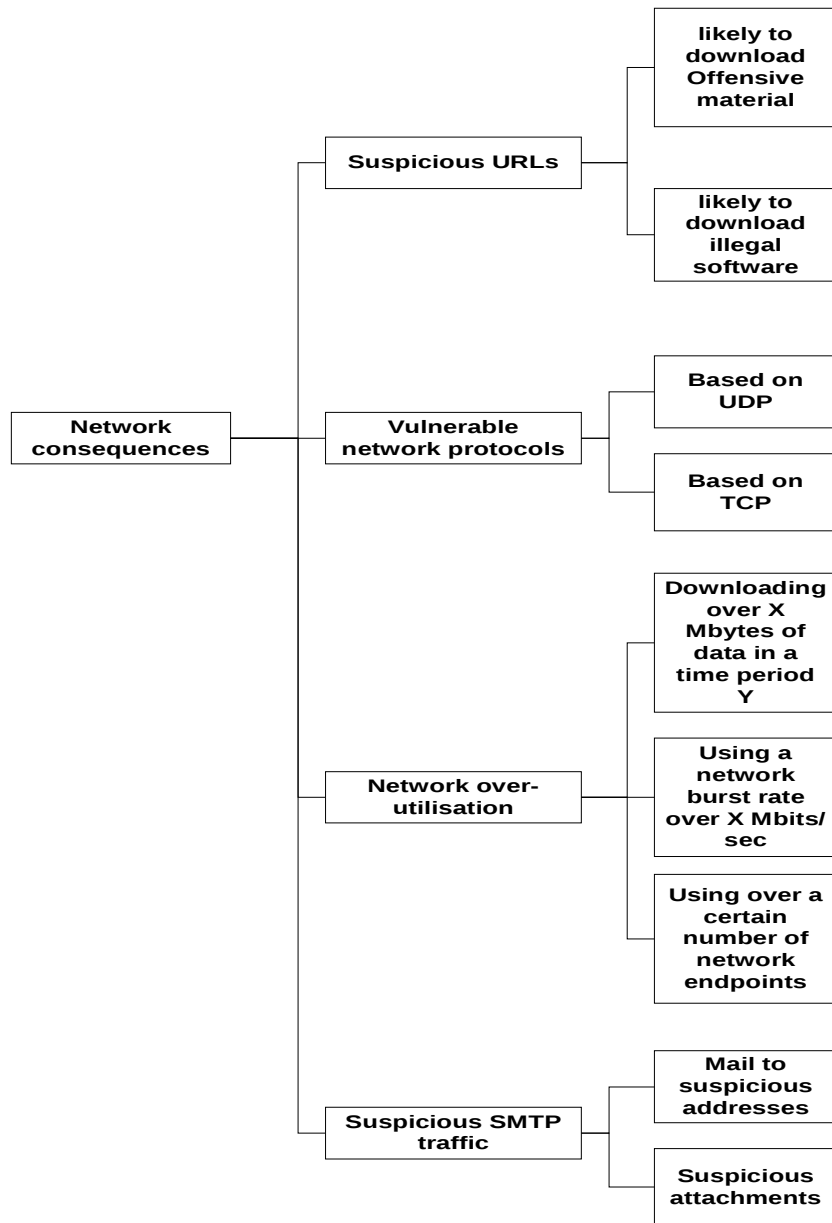 likely to
download
Offensive
material
Suspicious URLs
likely to
download
illegal
software
Based on
UDP
Network
consequences
Vulnerable
network protocols
Based on
TCP
Downloading
over X
Mbytes of
data in a
time period
Y
Network over-
utilisation
Using a
network
burst rate
over X Mbits/
sec
Using over a
certain
number of
network
endpoints
Mail to
suspicious
addresses
Suspicious SMTP
traffic
Suspicious
attachments